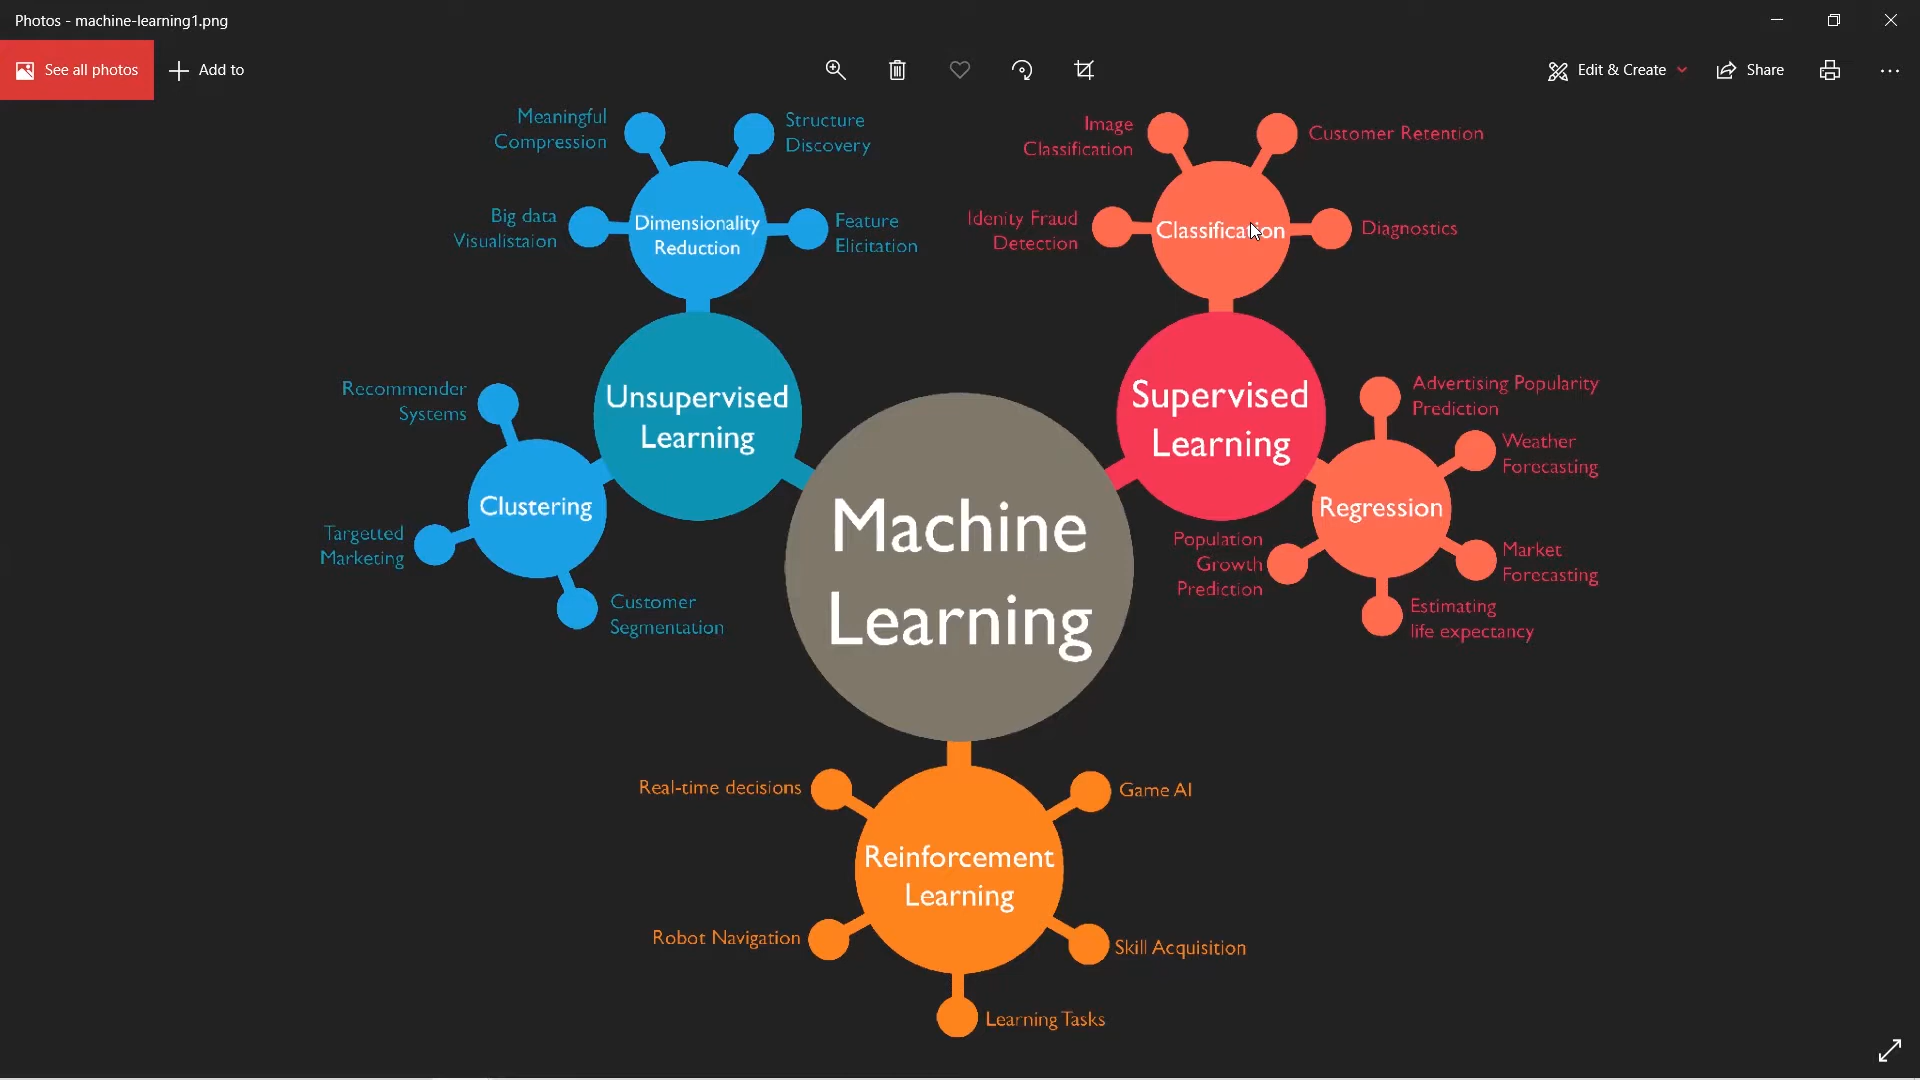 Photos - machine-learning1.png
See all photos
Add to
Edit & Create
Share
Meaningful
Compression
Structure
Discovery
Big data
Visualistaion
Dimensionality
Reduction
Feature
Elicitation
Image
Classification
Customer Retention
Idenity Fraud
Detection
Classification
Diagnostics
Recommender
Systems
Unsupervised
Learning
Clustering
Targetted
Marketing
Customer
Segmentation
Supervised
Learning
Advertising Popularity
Prediction
Weather
Forecasting
Regression
Population
Growth
Prediction
Market
Forecasting
Estimating
life expectancy
Machine
Learning
Real-time decisions
Game AI
Reinforcement
Learning
Robot Navigation
Skill Acquisition
Learning Tasks